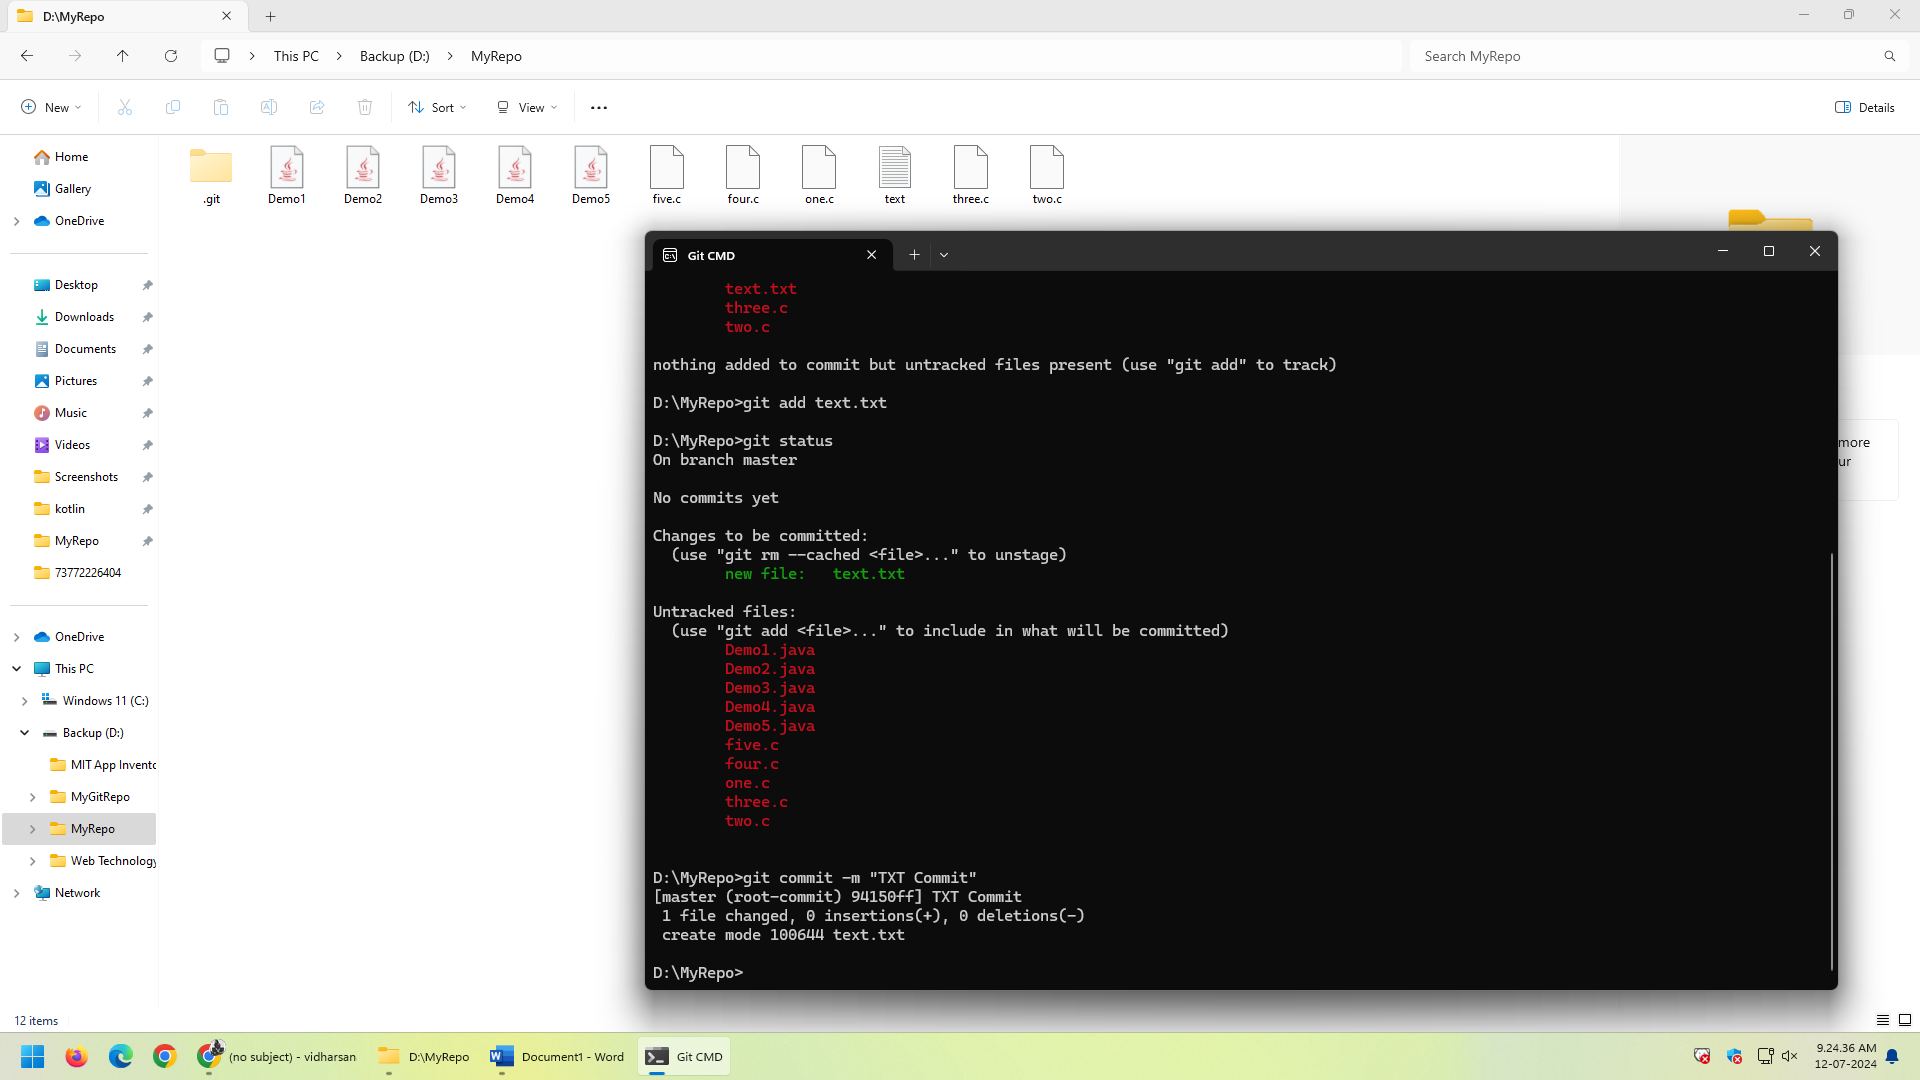 D:\MyRepo
This PC
Backup (D:)
MyRepo
Search MyRepo
New
Sort
View
Details
Home
Gallery
OneDrive
Desktop
Downloads
Documents
Pictures
Music
Videos
Screenshots
kotlin
MyRepo
73772226404
OneDrive
This PC
Windows 11 (C:)
Backup (D:)
MIT App Invento
MyGitRepo
MyRepo
Web Technology
Network
.git
Demo1
Demo2
Demo3
Demo4
Demo5
five.c
four.c
one.c
text
three.c
two.c
more
ur
Git CMD
text.txt
three.c
two.c
nothing added to commit but untracked files present (use "git add" to track)
D:\MyRepo>git add text.txt
D:\MyRepo>git status
On branch master
No commits yet
Changes to be committed:
(use "git rm --cached <file>..." to unstage)
new file:   text.txt
Untracked files:
(use "git add <file>..." to include in what will be committed)
Demo1.java
Demo2.java
Demo3.java
Demo4.java
Demo5.java
five.c
four.c
one.c
three.c
two.c
D:\MyRepo>git commit -m "TXT Commit"
[master (root-commit) 94150ff] TXT Commit
1 file changed, 0 insertions(+), 0 deletions(-)
create mode 100644 text.txt
D:\MyRepo>
12 items
(no subject) - vidharsan
D:\MyRepo
Document1 - Word
Git CMD
9.24.36 AM
12-07-2024